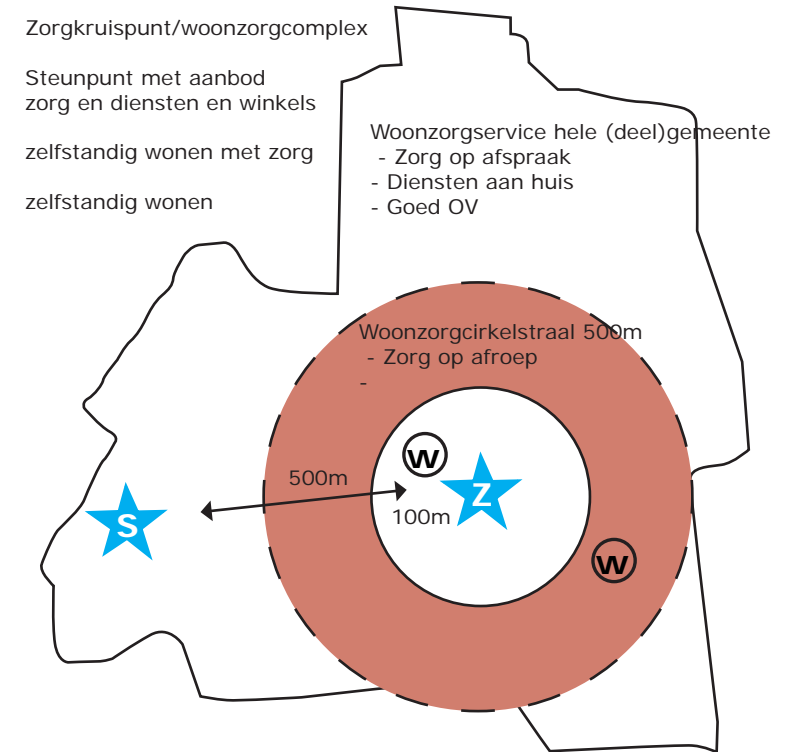 Zorgkruispunt/woonzorgcomplex
Steunpunt met aanbod
zorg en diensten en winkels
zelfstandig wonen met zorg
zelfstandig wonen
Woonzorgservice hele (deel)gemeente
- Zorg op afspraak
- Diensten aan huis
- Goed OV
Woonzorgcirkelstraal 500m
- Zorg op afroep
-
W
500m
Z
100m
S
W